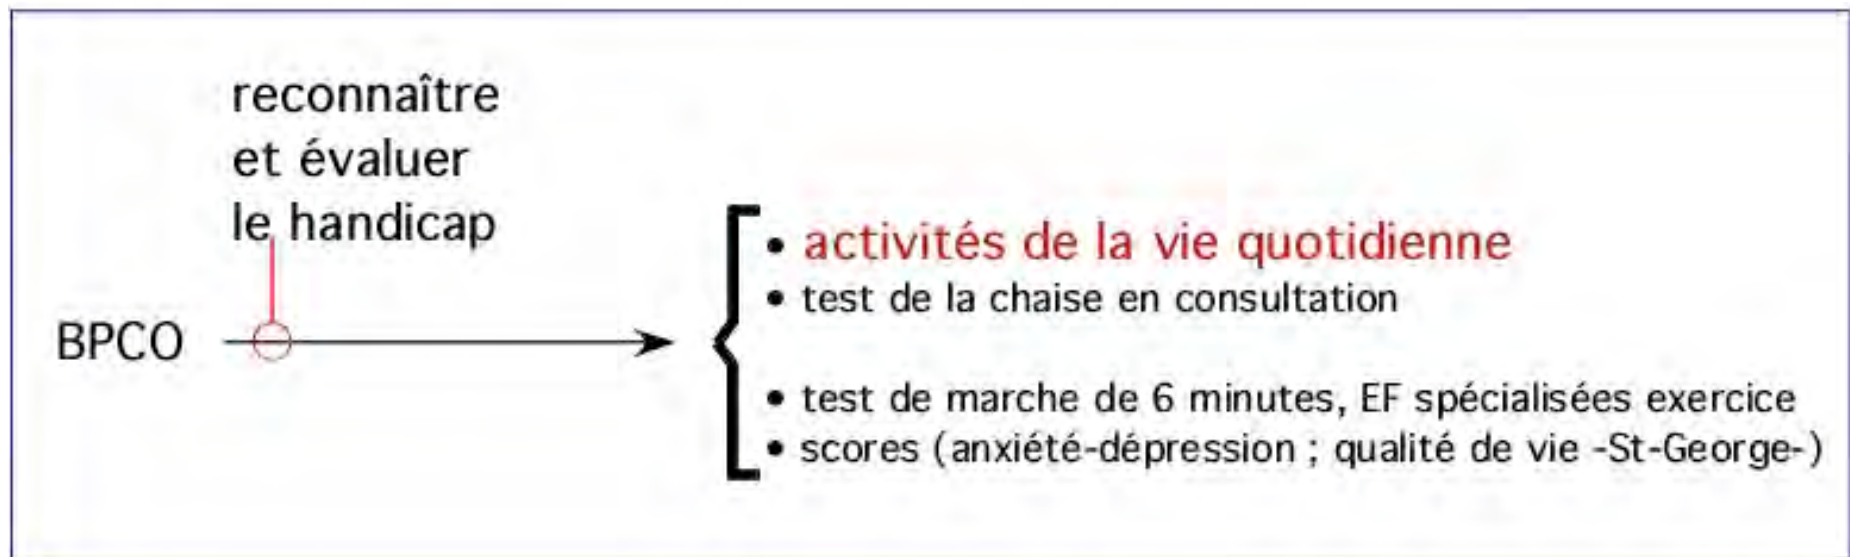 reconnaître
et évaluer
le handicap
BPCO
• activités de la vie quotidienne
• test de la chaise en consultation
• test de marche de 6 minutes, EF spécialisées exercice
• scores (anxiété-dépression ; qualité de vie -St-George-)